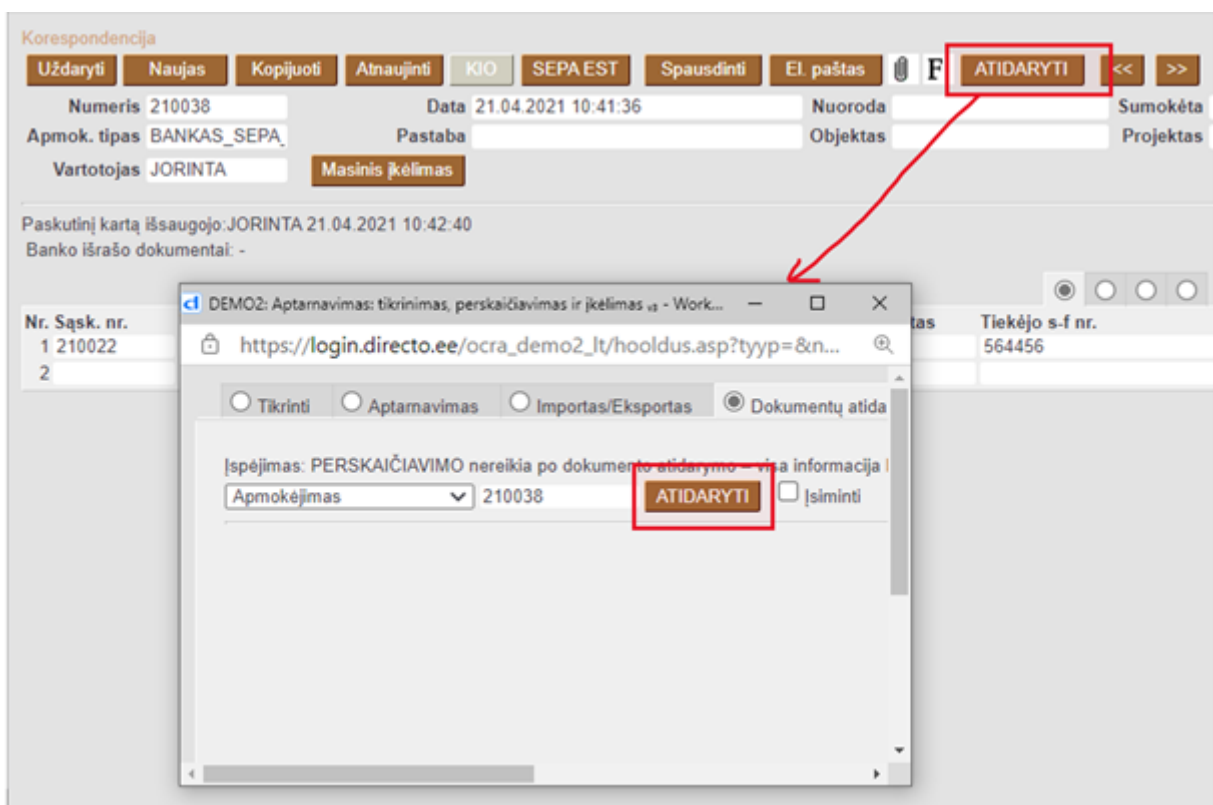 Korespondencija
Uždaryti Naujas Kopijuoti Atnaujinti KIO SEPA EST Spausdinti El. paštas F ATIDARYTI << >>
Numeris 210038 Data 21.04.2021 10:41:36 Nuoroda Sumokėta
Apmok. tipas BANKAS_SEPA_ Pastaba Objektas Projektas
Vartotojas JORINTA Masinis įkėlimas
Paskutinį kartą išsaugojo:JORINTA 21.04.2021 10:42:40
Banko išrašo dokumentai: -
Nr. Sąsk. nr. tas Tiekėjo s-f nr.
1 210022 564456
2
DEMO2: Aptarnavimas: tikrinimas, perskaičiavimas ir įkėlimas - Work...
https://login.directo.ee/ocra_demo2_lt/hooldus.asp?tyyp=&n...
Tikrinti Aptarnavimas Importas/Eksportas Dokumentų atida
Įspėjimas: PERSKAIČIAVIMO nereikia po dokumento atidarymo – visa informacija
Apmokėjimas 210038 ATIDARYTI Įsiminti